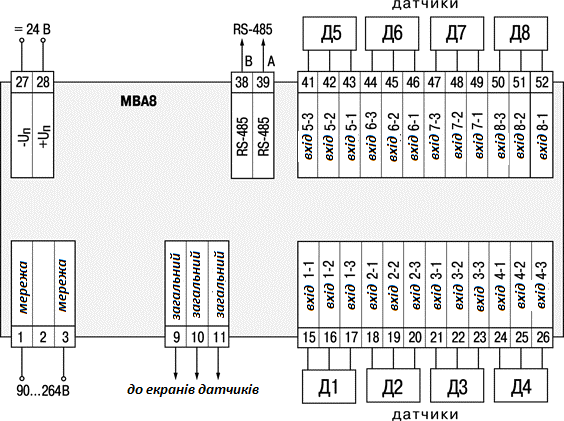 датчики
= 24 В RS-485 Д5 Д6 Д7 Д8
B A
27 28 38 39 41 42 43 44 45 46 47 48 49 50 51 52
МВА8
-Uп +Uп RS-485 RS-485 вхід 5-3 вхід 5-2 вхід 5-1 вхід 6-3 вхід 6-2 вхід 6-1 вхід 7-3 вхід 7-2 вхід 7-1 вхід 8-3 вхід 8-2 вхід 8-1
мережа мережа загальний загальний загальний вхід 1-1 вхід 1-2 вхід 1-3 вхід 2-1 вхід 2-2 вхід 2-3 вхід 3-1 вхід 3-2 вхід 3-3 вхід 4-1 вхід 4-2 вхід 4-3
1 2 3 9 10 11 15 16 17 18 19 20 21 22 23 24 25 26
90...264В до екранів датчиків Д1 Д2 Д3 Д4
датчики